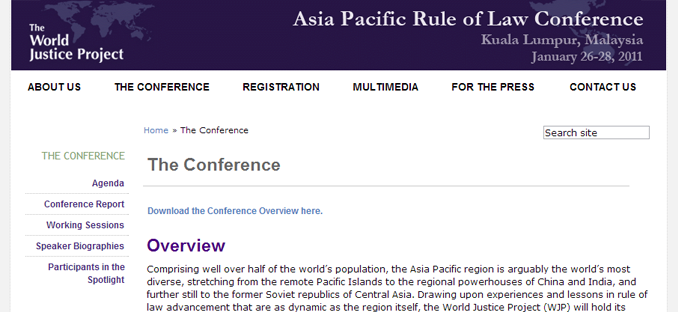 The
World
Justice Project
Asia Pacific Rule of Law Conference
Kuala Lumpur, Malaysia
January 26-28, 2011
ABOUT US THE CONFERENCE REGISTRATION MULTIMEDIA FOR THE PRESS CONTACT US
Home » The Conference
Search site
THE CONFERENCE
Agenda
Conference Report
Working Sessions
Speaker Biographies
Participants in the
Spotlight
The Conference
Download the Conference Overview here.
Overview
Comprising well over half of the world's population, the Asia Pacific region is arguably the world's most
diverse, stretching from the remote Pacific Islands to the regional powerhouses of China and India, and
further still to the former Soviet republics of Central Asia. Drawing upon experiences and lessons in rule of
law advancement that are as dynamic as the region itself, the World Justice Project (WJP) will hold its